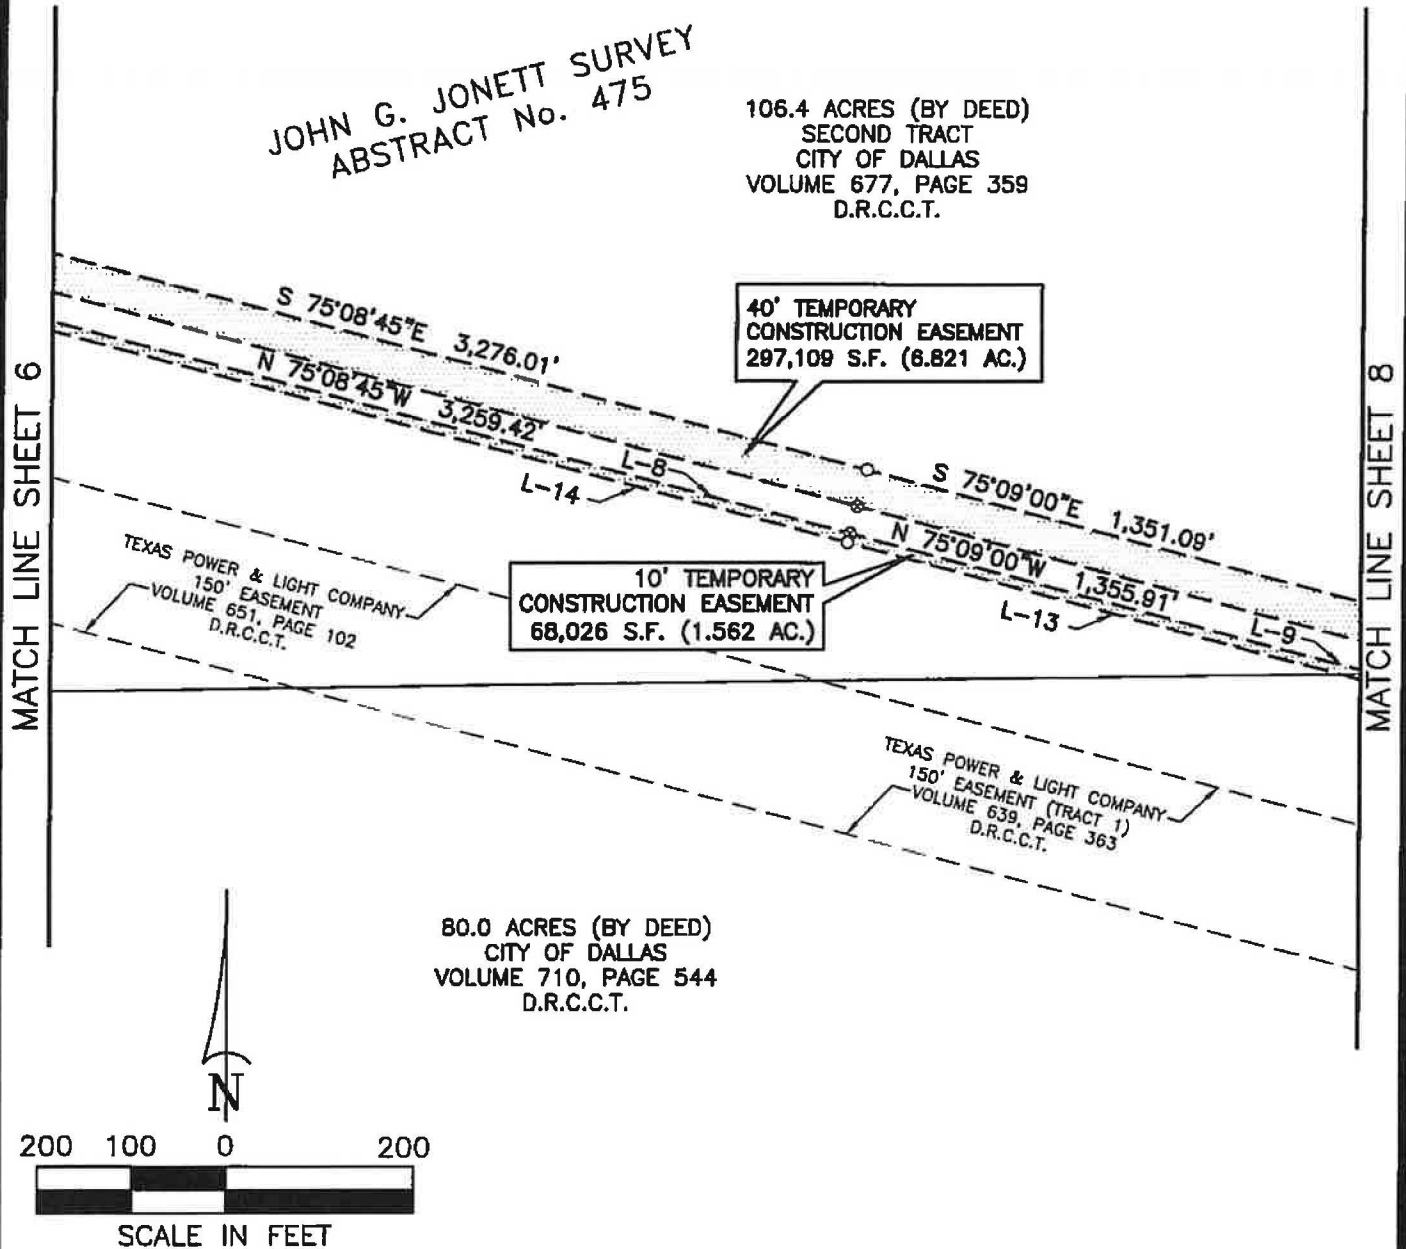 JOHN G. JONETT SURVEY
ABSTRACT No. 475
106.4 ACRES (BY DEED)
SECOND TRACT
CITY OF DALLAS
VOLUME 677, PAGE 359
D.R.C.C.T.
MATCH LINE SHEET 6
MATCH LINE SHEET 8
S 75°08'45"E 3,276.01'
N 75°08'45"W 3,259.42'
40' TEMPORARY
CONSTRUCTION EASEMENT
297,109 S.F. (6.821 AC.)
L-8
L-14
S 75°09'00"E 1,351.09'
N 75°09'00"W 1,355.91'
10' TEMPORARY
CONSTRUCTION EASEMENT
68,026 S.F. (1.562 AC.)
L-13
L-9
TEXAS POWER & LIGHT COMPANY
150' EASEMENT
VOLUME 651, PAGE 102
D.R.C.C.T.
TEXAS POWER & LIGHT COMPANY
150' EASEMENT (TRACT 1)
VOLUME 639, PAGE 363
D.R.C.C.T.
80.0 ACRES (BY DEED)
CITY OF DALLAS
VOLUME 710, PAGE 544
D.R.C.C.T.
N
200 100 0 200
SCALE IN FEET